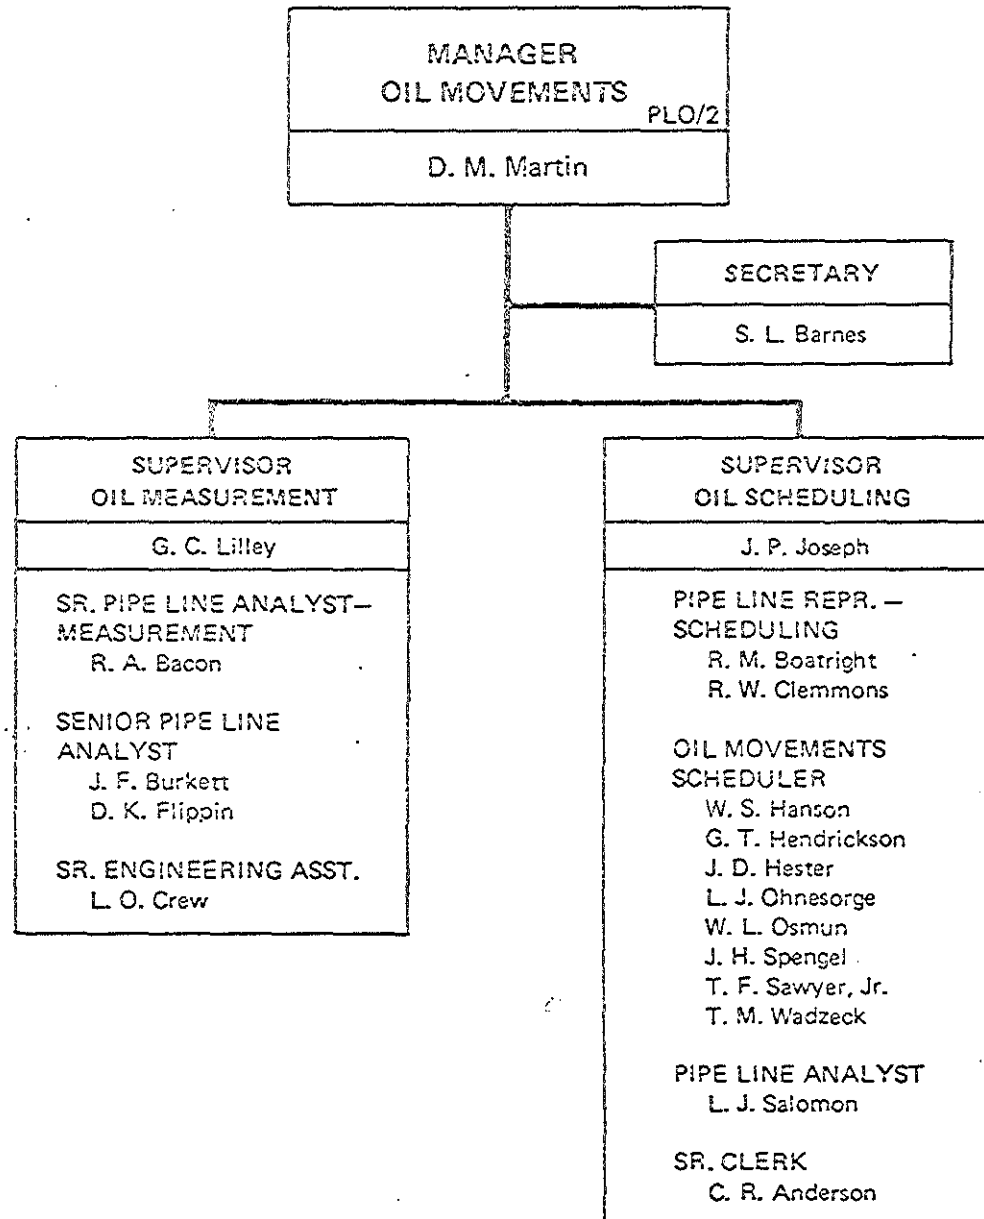 MANAGER
OIL MOVEMENTS
PLO/2
D. M. Martin
SECRETARY
S. L. Barnes
SUPERVISOR
OIL MEASUREMENT
G. C. Lilley
SR. PIPE LINE ANALYST—
MEASUREMENT
R. A. Bacon
SENIOR PIPE LINE
ANALYST
J. F. Burkett
D. K. Flippin
SR. ENGINEERING ASST.
L. O. Crew
SUPERVISOR
OIL SCHEDULING
J. P. Joseph
PIPE LINE REPR. —
SCHEDULING
R. M. Boatright
R. W. Clemmons
OIL MOVEMENTS
SCHEDULER
W. S. Hanson
G. T. Hendrickson
J. D. Hester
L. J. Ohnesorge
W. L. Osmun
J. H. Spengel
T. F. Sawyer, Jr.
T. M. Wadzeck
PIPE LINE ANALYST
L. J. Salomon
SR. CLERK
C. R. Anderson